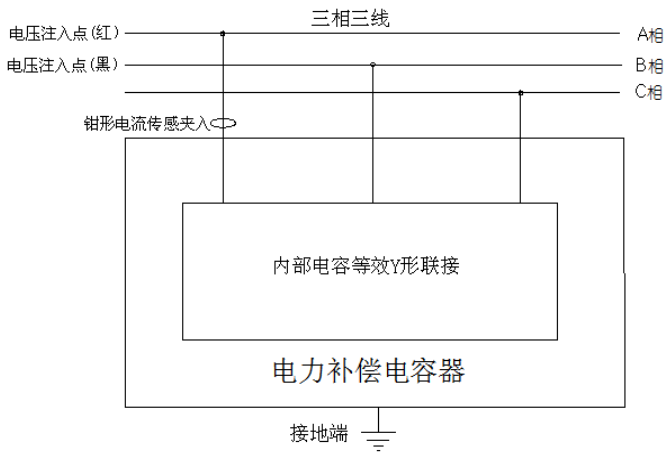 三相三线
电压注入点(红)
A相
电压注入点(黑)
B相
C相
钳形电流传感夹入
内部电容等效Y形联接
电力补偿电容器
接地端